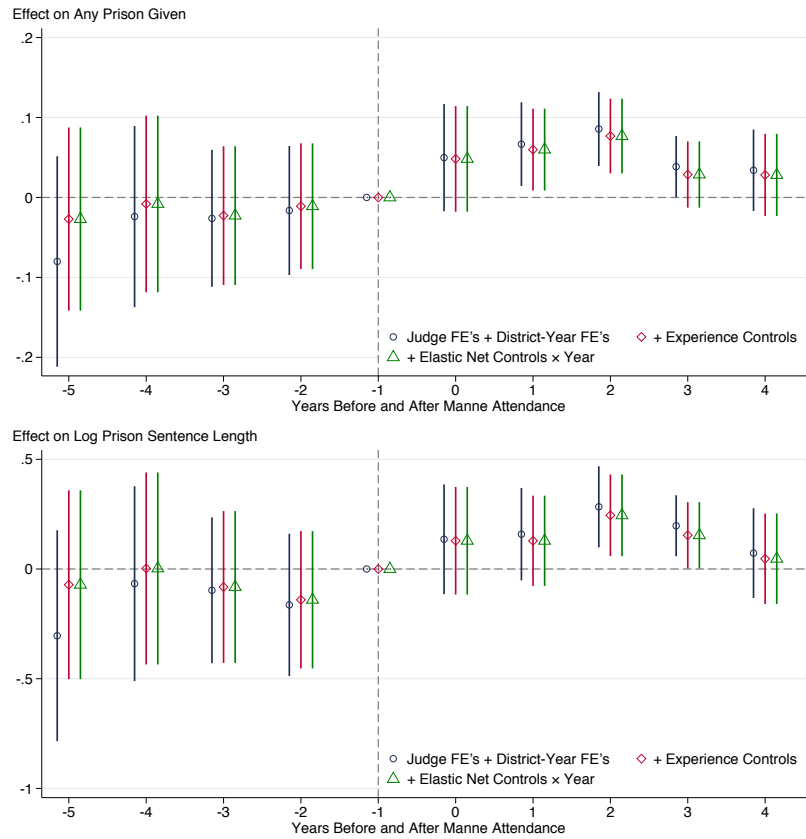 Effect on Any Prison Given
.2
.1
0
-.1
-.2
Judge FE's + District-Year FE's
+ Experience Controls
+ Elastic Net Controls × Year
-5 -4 -3 -2 -1 0 1 2 3 4
Years Before and After Manne Attendance
Effect on Log Prison Sentence Length
.5
0
-.5
-1
Judge FE's + District-Year FE's
+ Experience Controls
+ Elastic Net Controls × Year
-5 -4 -3 -2 -1 0 1 2 3 4
Years Before and After Manne Attendance